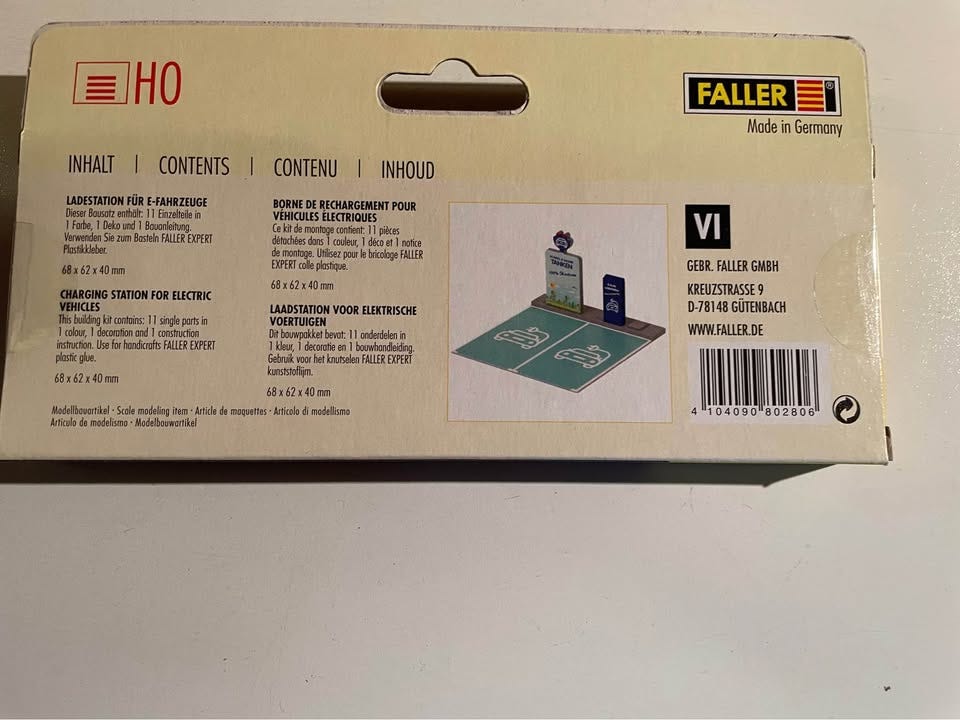 HO
FALLER
®
Made in Germany
INHALT | CONTENTS | CONTENU | INHOUD
LADESTATION FÜR E-FAHRZEUGE
Dieser Bausatz enthält: 11 Einzelteile in
1 Farbe, 1 Deko und 1 Bauanleitung.
Verwenden Sie zum Basteln FALLER EXPERT
Plastikkleber.
68 x 62 x 40 mm
CHARGING STATION FOR ELECTRIC
VEHICLES
This building kit contains: 11 single parts in
1 colour, 1 decoration and 1 construction
instruction. Use for handicrafts FALLER EXPERT
plastic glue.
68 x 62 x 40 mm
BORNE DE RECHARGEMENT POUR
VÉHICULES ÉLECTRIQUES
Ce kit de montage contient: 11 pièces
détachées dans 1 couleur, 1 déco et 1 notice
de montage. Utilisez pour le bricolage FALLER
EXPERT colle plastique.
68 x 62 x 40 mm
LAADSTATION VOOR ELEKTRISCHE
VOERTUIGEN
Dit bouwpakket bevat: 11 onderdelen in
1 kleur, 1 decoratie en 1 bouwhandleiding.
Gebruik voor het knutselen FALLER EXPERT
kunststoflijm.
68 x 62 x 40 mm
Modellbauartikel · Scale modeling item · Article de maquettes · Articolo di modellismo
Artículo de modelismo · Modelbouwartikel
TANKEN
VI
GEBR. FALLER GMBH
KREUZSTRASSE 9
D-78148 GÜTENBACH
WWW.FALLER.DE
4 104090 802806